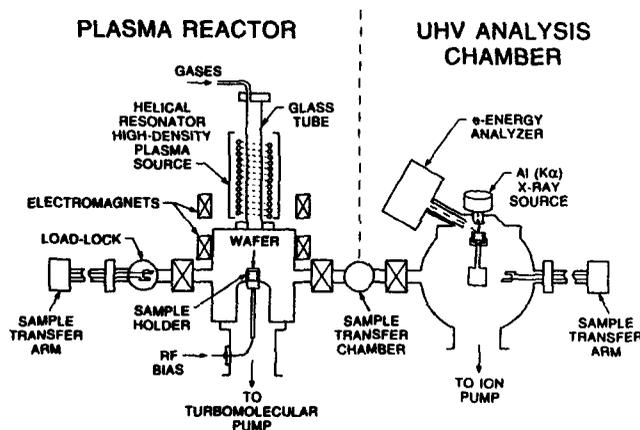 PLASMA REACTOR
UHV ANALYSIS
CHAMBER
GASES
HELICAL
RESONATOR
HIGH-DENSITY
PLASMA
SOURCE
GLASS
TUBE
e-ENERGY
ANALYZER
Al (Kα)
X-RAY
SOURCE
ELECTROMAGNETS
LOAD-LOCK
WAFER
SAMPLE
TRANSFER
ARM
SAMPLE
HOLDER
SAMPLE
TRANSFER
CHAMBER
SAMPLE
TRANSFER
ARM
RF
BIAS
TO
TURBOMOLECULAR
PUMP
TO ION
PUMP